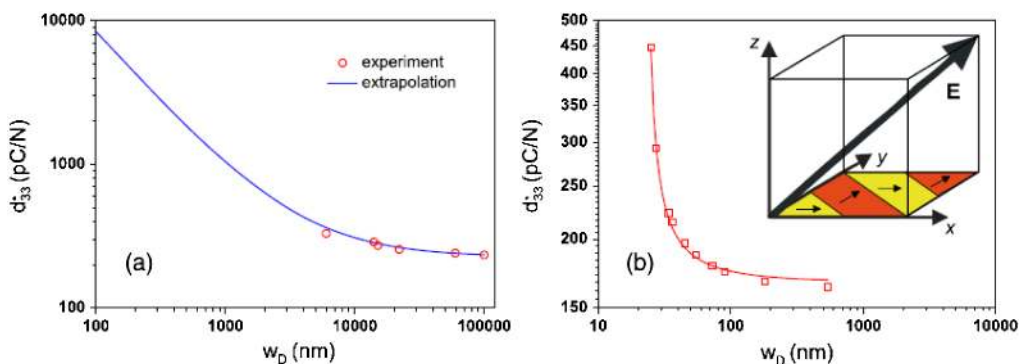 10000
1000
100
d*33 (pC/N)
experiment
extrapolation
(a)
100 1000 10000 100000
wD (nm)
500
450
400
350
300
250
200
150
d*33 (pC/N)
z
E
y
x
(b)
10 100 1000 10000
wD (nm)